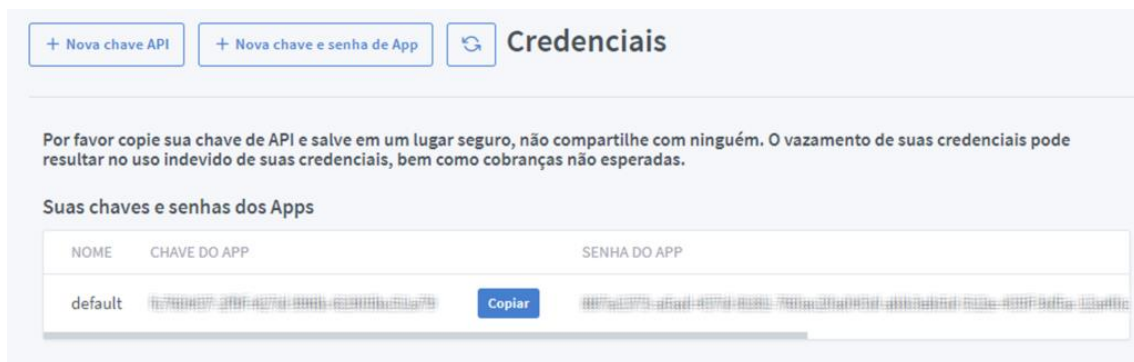 + Nova chave API
+ Nova chave e senha de App
Credenciais
Por favor copie sua chave de API e salve em um lugar seguro, não compartilhe com ninguém. O vazamento de suas credenciais pode
resultar no uso indevido de suas credenciais, bem como cobranças não esperadas.
Suas chaves e senhas dos Apps
NOME CHAVE DO APP SENHA DO APP
default Copiar